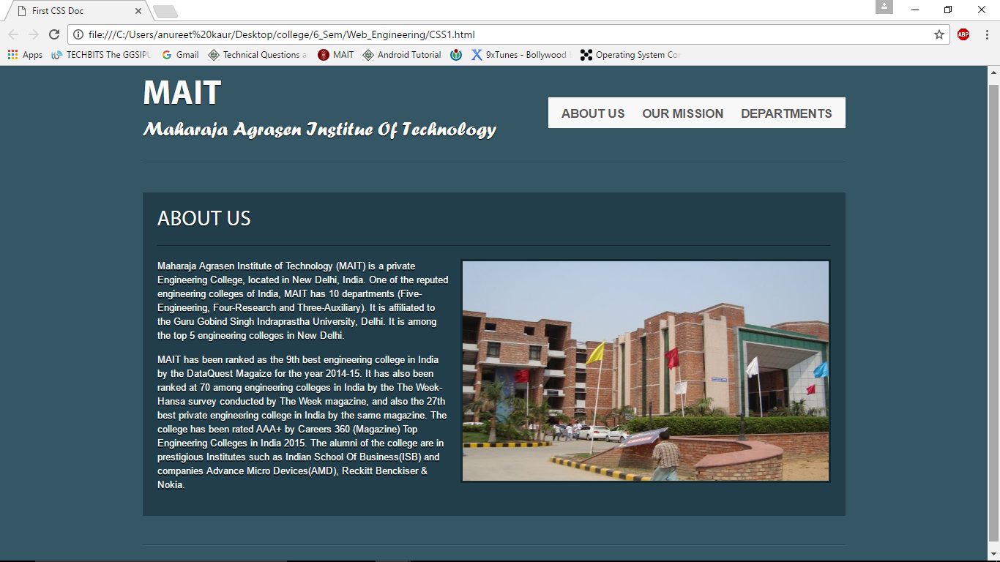 First CSS Doc
file:///C:/Users/anureet%20kaur/Desktop/college/6_Sem/Web_Engineering/CSS1.html
ABP
Apps TECHBITS The GGSIPU Gmail Technical Questions a MAIT Android Tutorial 9xTunes - Bollywood Operating System Con
MAIT
Maharaja Agrasen Institue Of Technology
ABOUT US OUR MISSION DEPARTMENTS
ABOUT US
Maharaja Agrasen Institute of Technology (MAIT) is a private
Engineering College, located in New Delhi, India. One of the reputed
engineering colleges of India, MAIT has 10 departments (Five-
Engineering, Four-Research and Three-Auxiliary). It is affiliated to
the Guru Gobind Singh Indraprastha University, Delhi. It is among
the top 5 engineering colleges in New Delhi.
MAIT has been ranked as the 9th best engineering college in India
by the DataQuest Magaize for the year 2014-15. It has also been
ranked at 70 among engineering colleges in India by the The Week-
Hansa survey conducted by The Week magazine, and also the 27th
best private engineering college in India by the same magazine. The
college has been rated AAA+ by Careers 360 (Magazine) Top
Engineering Colleges in India 2015. The alumni of the college are in
prestigious Institutes such as Indian School Of Business(ISB) and
companies Advance Micro Devices(AMD), Reckitt Benckiser &
Nokia.